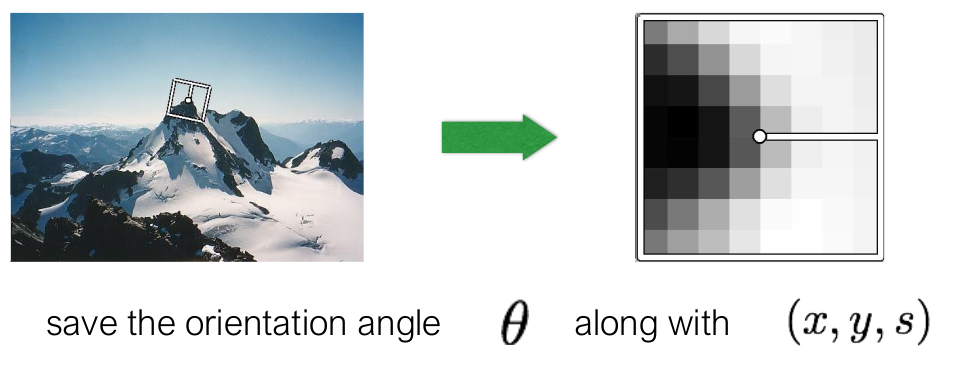 save the orientation angle θ along with (x, y, s)